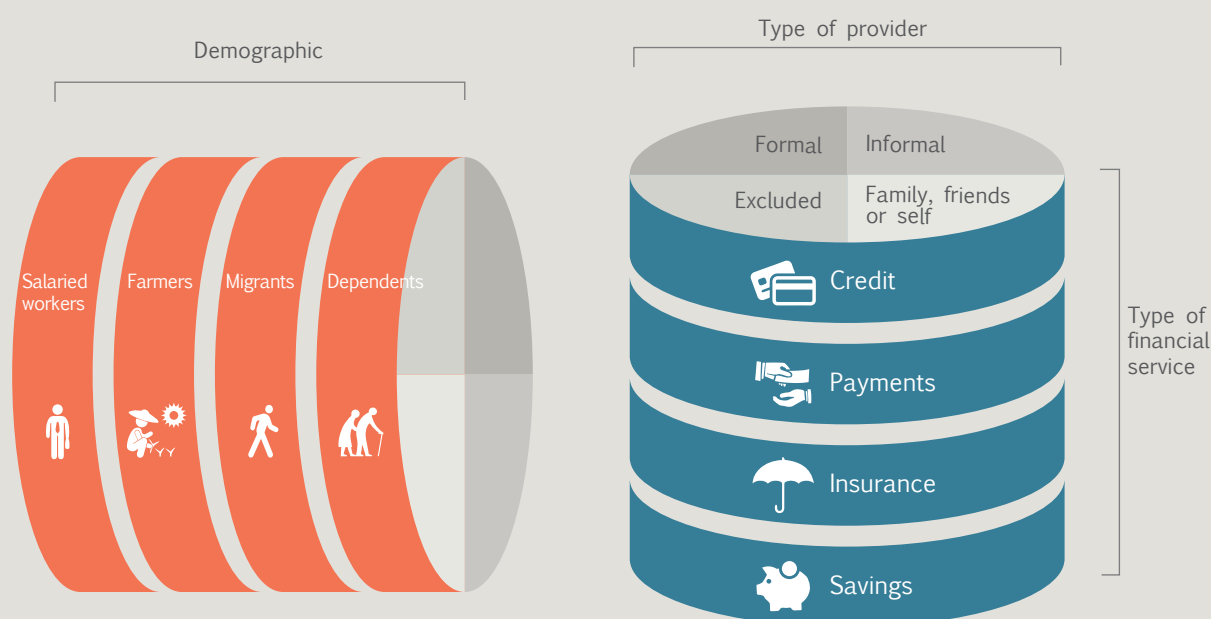 Demographic
Salaried
workers
Farmers
Migrants
Dependents
Type of provider
Formal
Informal
Excluded
Family, friends
or self
Credit
Payments
Insurance
Savings
Type of
financial
service